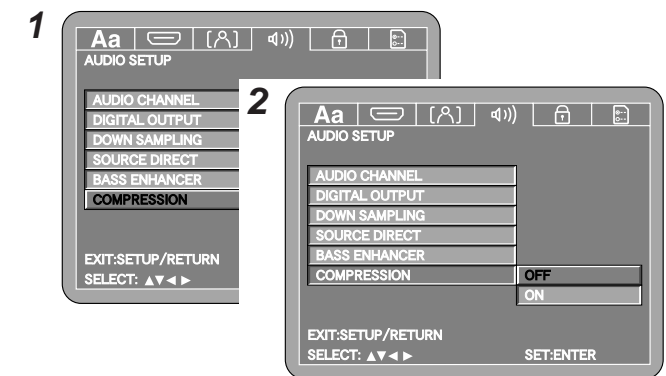 1
Aa
AUDIO SETUP
AUDIO CHANNEL
DIGITAL OUTPUT
DOWN SAMPLING
SOURCE DIRECT
BASS ENHANCER
COMPRESSION
EXIT:SETUP/RETURN
SELECT: ▲▼◄►
2
Aa
AUDIO SETUP
AUDIO CHANNEL
DIGITAL OUTPUT
DOWN SAMPLING
SOURCE DIRECT
BASS ENHANCER
COMPRESSION OFF
ON
EXIT:SETUP/RETURN
SELECT: ▲▼◄► SET:ENTER